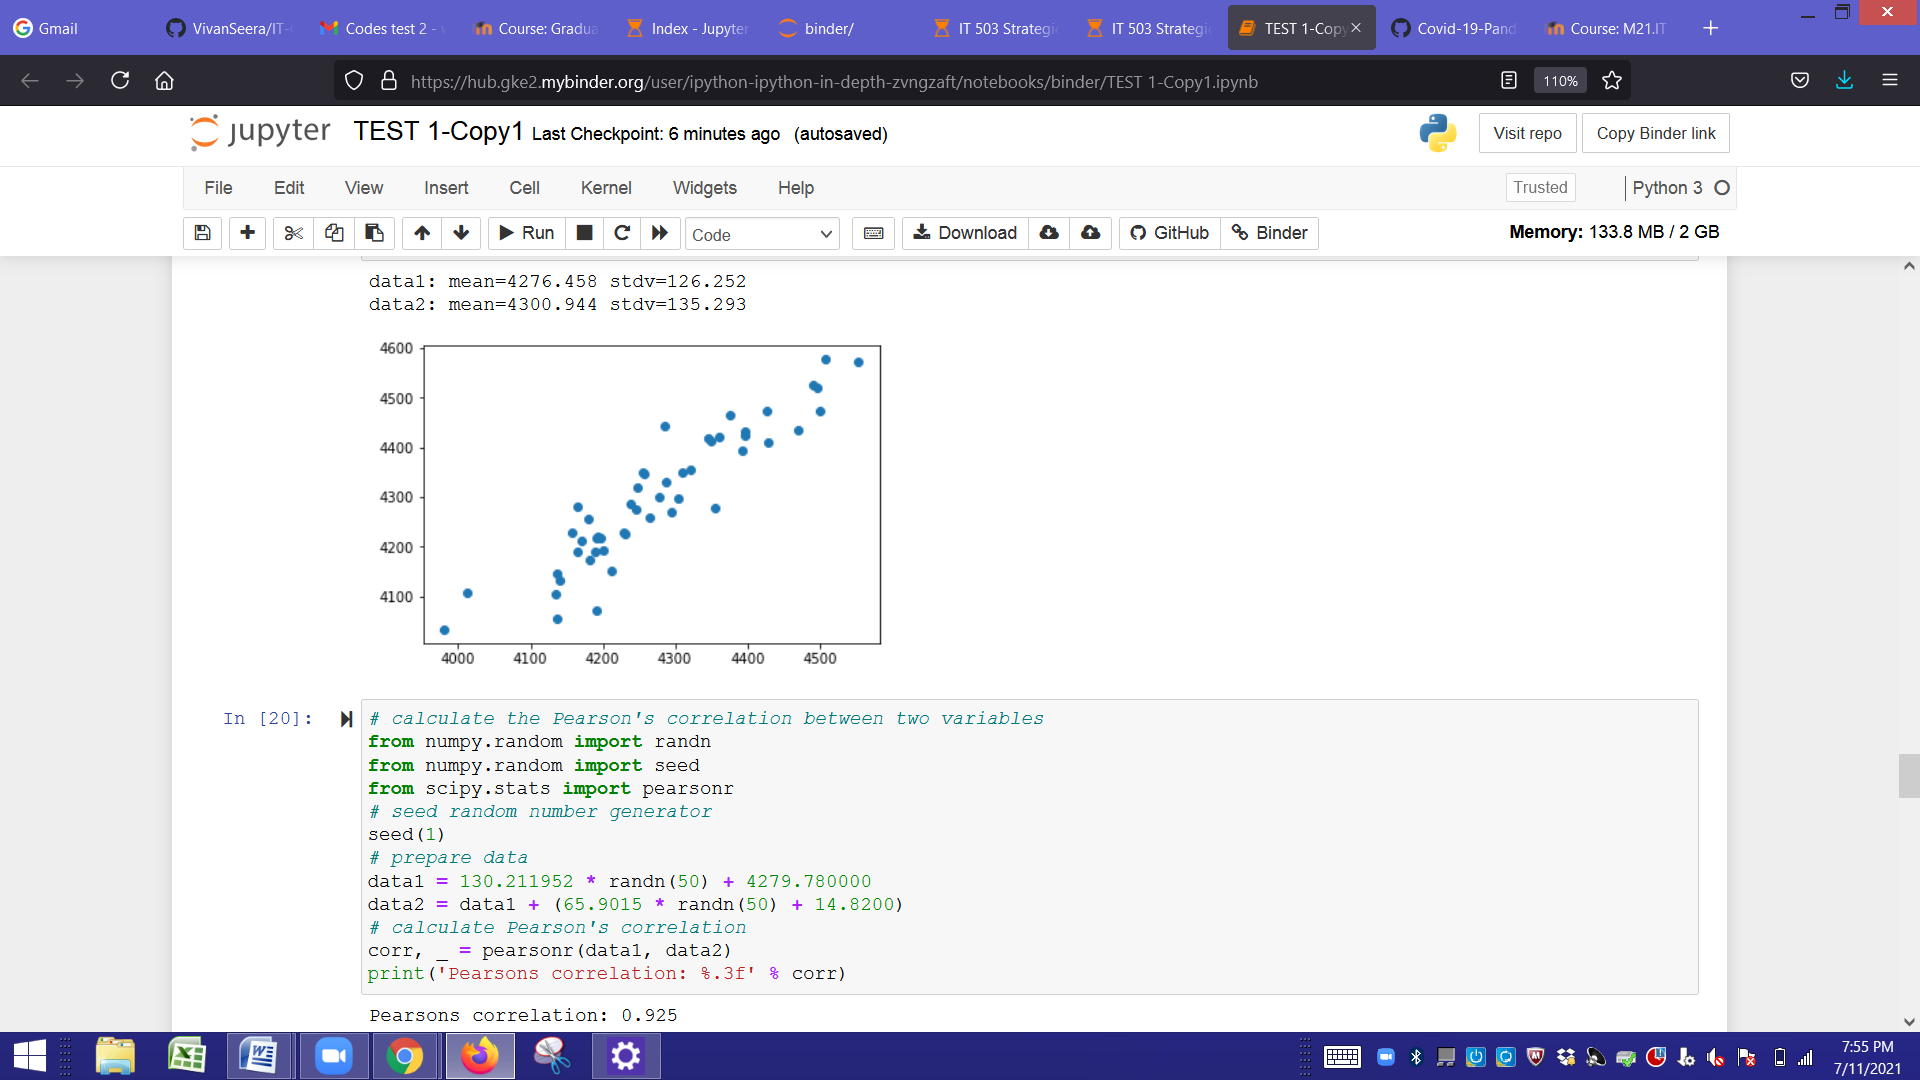 Gmail
VivanSeera/IT-
Codes test 2 -
Course: Gradua
Index - Jupyter
binder/
IT 503 Strategi
IT 503 Strategi
TEST 1-Copy
Covid-19-Pand
Course: M21.IT
https://hub.gke2.mybinder.org/user/ipython-ipython-in-depth-zvngzaft/notebooks/binder/TEST 1-Copy1.ipynb
110%
jupyter TEST 1-Copy1 Last Checkpoint: 6 minutes ago (autosaved)
Visit repo
Copy Binder link
File Edit View Insert Cell Kernel Widgets Help
Trusted
Python 3
Run
Code
Download
GitHub
Binder
Memory: 133.8 MB / 2 GB
data1: mean=4276.458 stdv=126.252
data2: mean=4300.944 stdv=135.293
4600
4500
4400
4300
4200
4100
4000 4100 4200 4300 4400 4500
In [20]:
# calculate the Pearson's correlation between two variables
from numpy.random import randn
from numpy.random import seed
from scipy.stats import pearsonr
# seed random number generator
seed(1)
# prepare data
data1 = 130.211952 * randn(50) + 4279.780000
data2 = data1 + (65.9015 * randn(50) + 14.8200)
# calculate Pearson's correlation
corr, _ = pearsonr(data1, data2)
print('Pearsons correlation: %.3f' % corr)
Pearsons correlation: 0.925
7:55 PM
7/11/2021